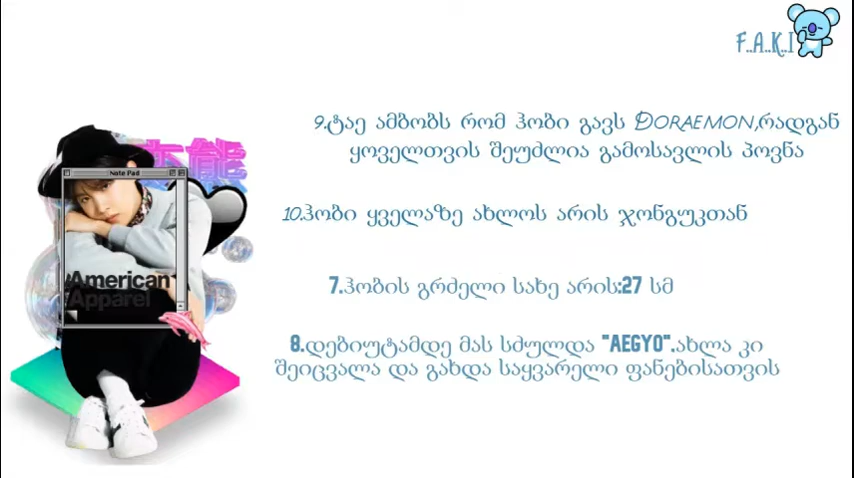 F..A..K..I
9.ტაე ამბობს რომ ჰობი გავს DORAEMON,რადგან
ყოველთვის შეუძლია გამოსავლის პოვნა
10.ჰობი ყველაზე ახლოს არის ჯონგუკთან
7.ჰობის გრძელი სახე არის:27 სმ
8.დებიუტამდე მას სძულდა "AEGYO".ახლა კი
შეიცვალა და გახდა საყვარელი ფანებისათვის
Note Pad
American
Apparel